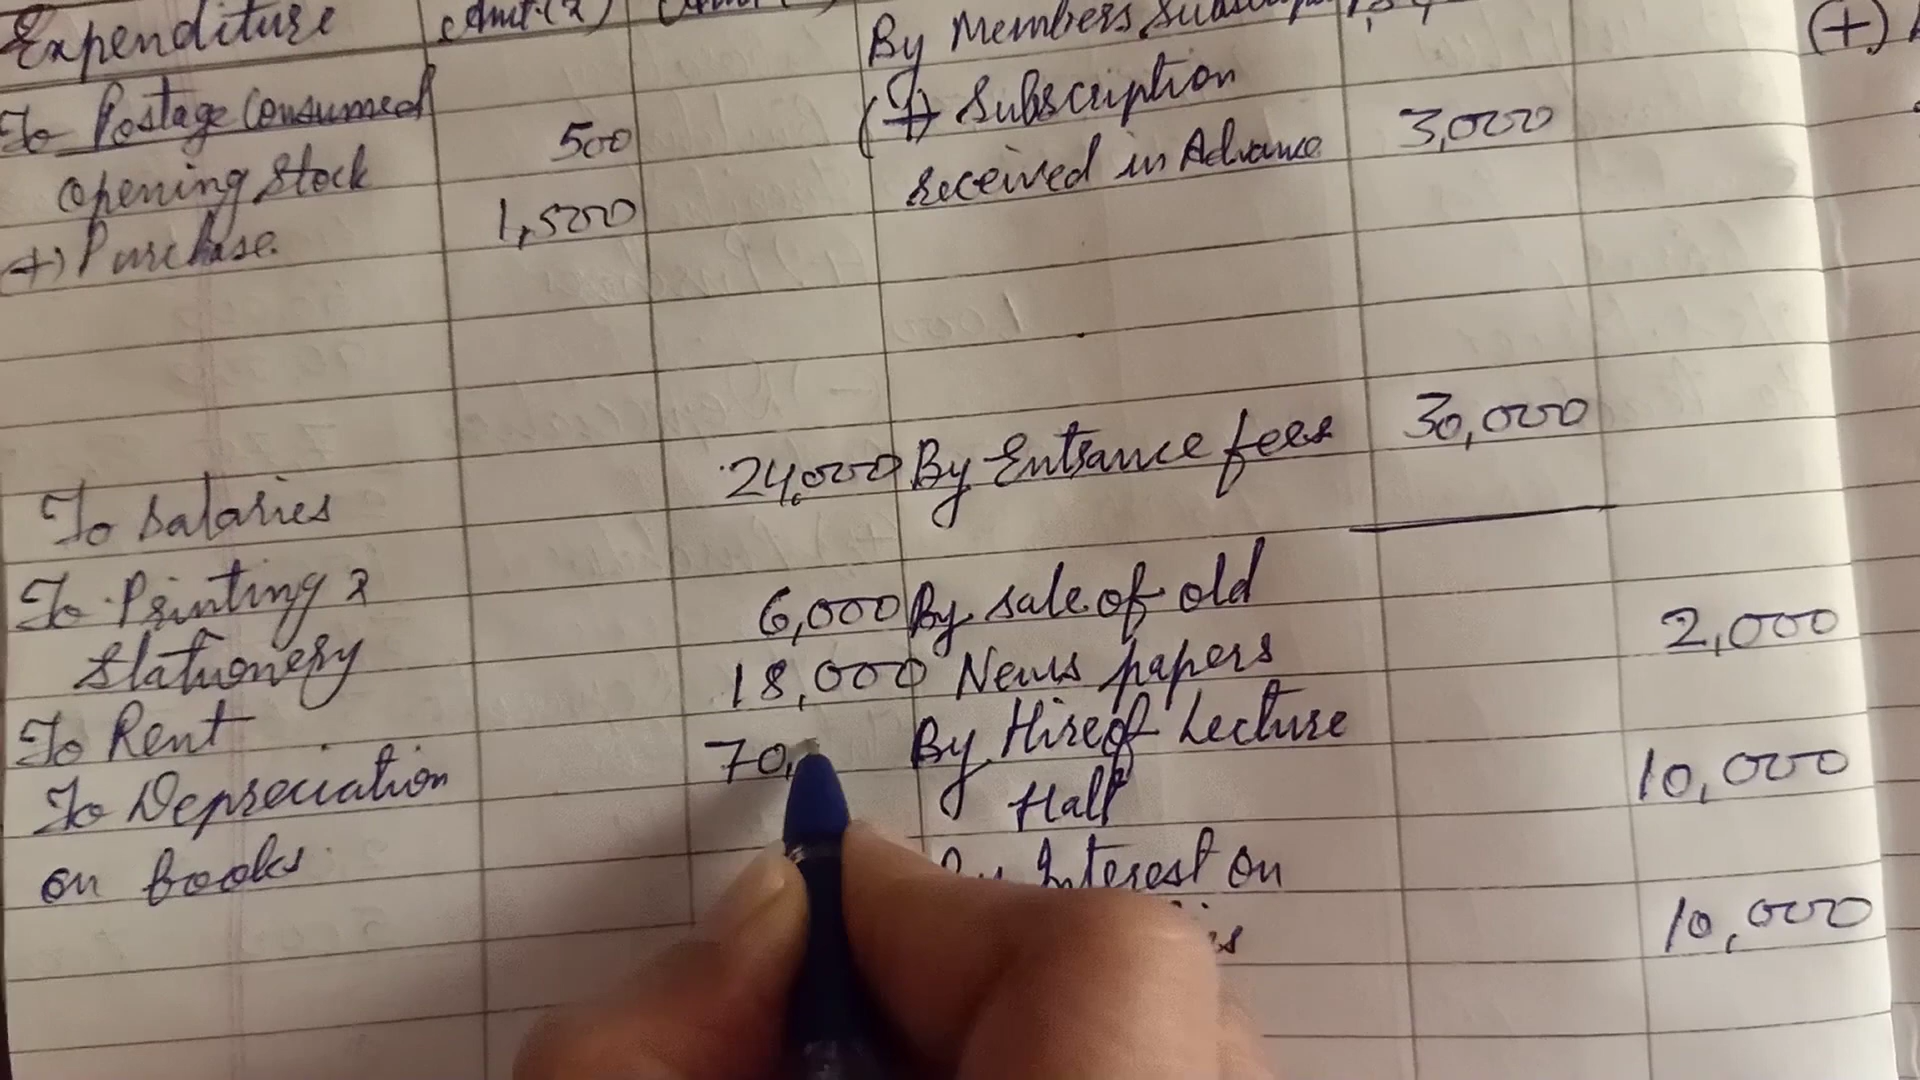 Expenditure Amt.(₹)
To Postage Consumed
Opening Stock 500
(+) Purchase 1,500
To Salaries 24,000
To Printing &
Stationery 6,000
To Rent 18,000
To Depreciation 70,
on books
By Members
(+) Subscription
received in Advance 3,000
By Entrance fees 30,000
By sale of old
News papers 2,000
By Hire of Lecture
Hall 10,000
Interest on
10,000
(+)